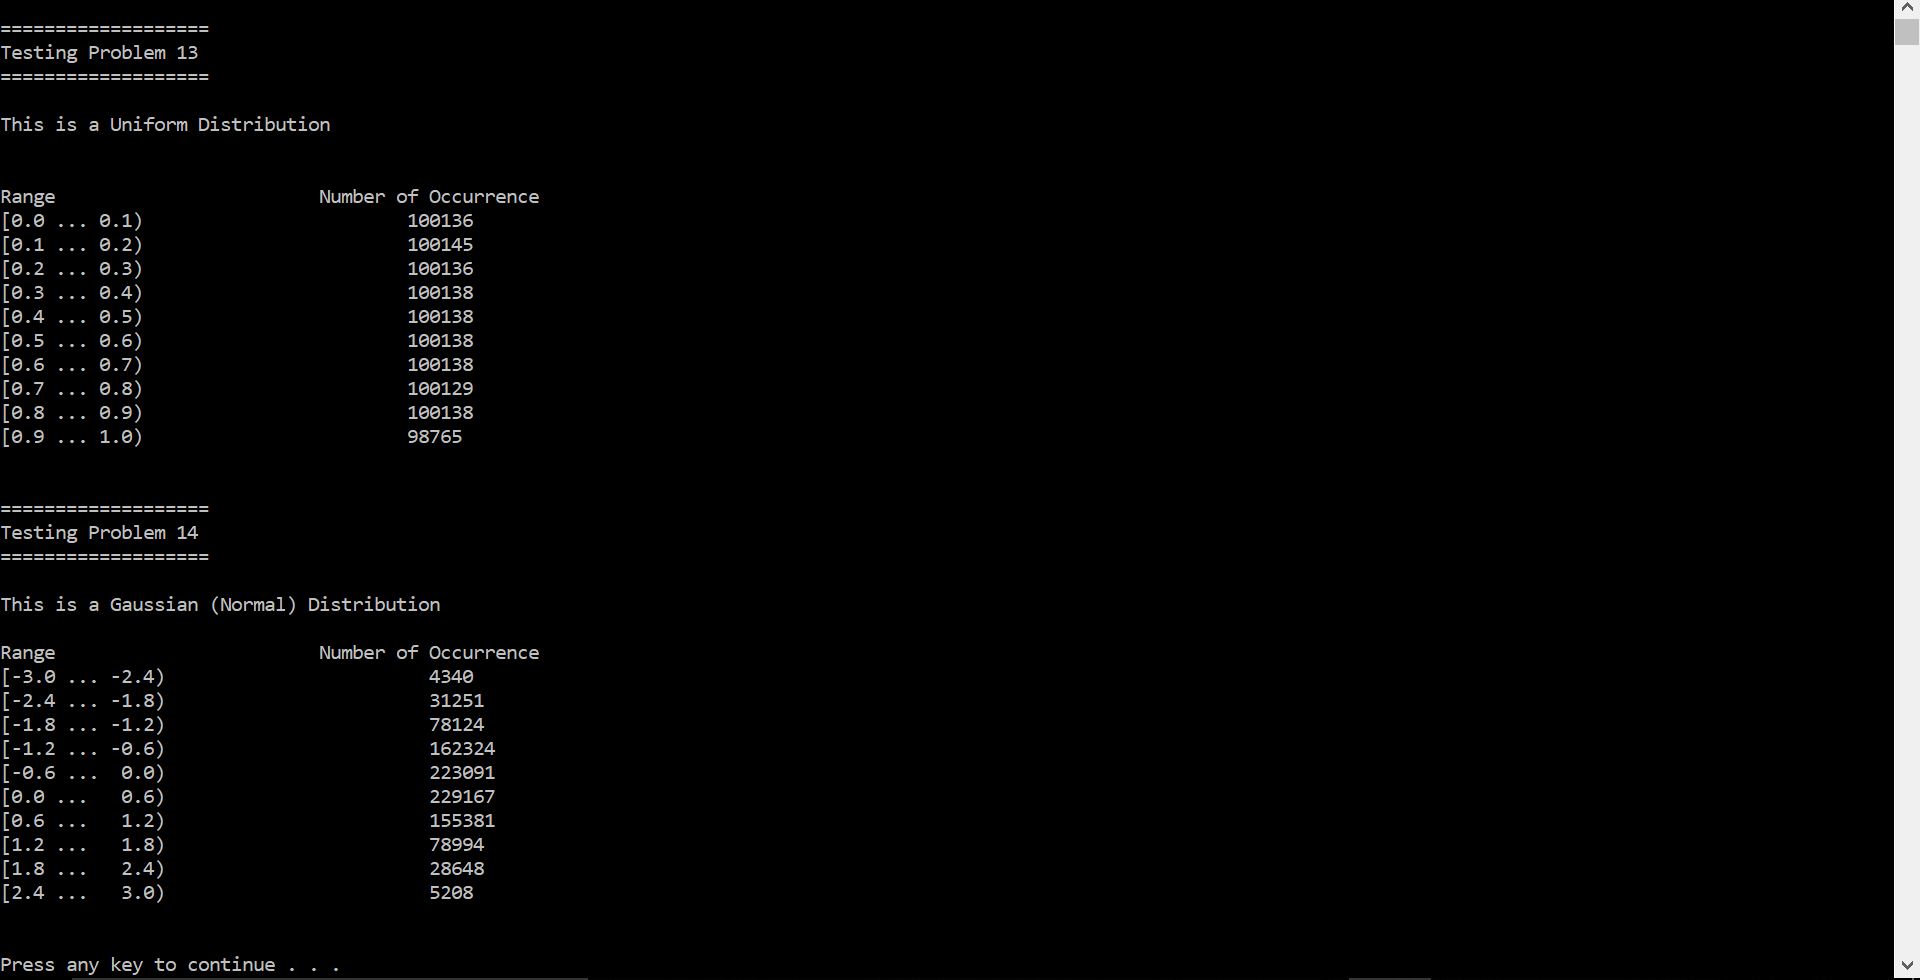 ===================
Testing Problem 13
===================
This is a Uniform Distribution
Range                        Number of Occurrence
[0.0 ... 0.1)                        100136
[0.1 ... 0.2)                        100145
[0.2 ... 0.3)                        100136
[0.3 ... 0.4)                        100138
[0.4 ... 0.5)                        100138
[0.5 ... 0.6)                        100138
[0.6 ... 0.7)                        100138
[0.7 ... 0.8)                        100129
[0.8 ... 0.9)                        100138
[0.9 ... 1.0)                        98765
===================
Testing Problem 14
===================
This is a Gaussian (Normal) Distribution
Range                        Number of Occurrence
[-3.0 ... -2.4)                        4340
[-2.4 ... -1.8)                        31251
[-1.8 ... -1.2)                        78124
[-1.2 ... -0.6)                        162324
[-0.6 ...  0.0)                        223091
[0.0 ...   0.6)                        229167
[0.6 ...   1.2)                        155381
[1.2 ...   1.8)                        78994
[1.8 ...   2.4)                        28648
[2.4 ...   3.0)                        5208
Press any key to continue . . .